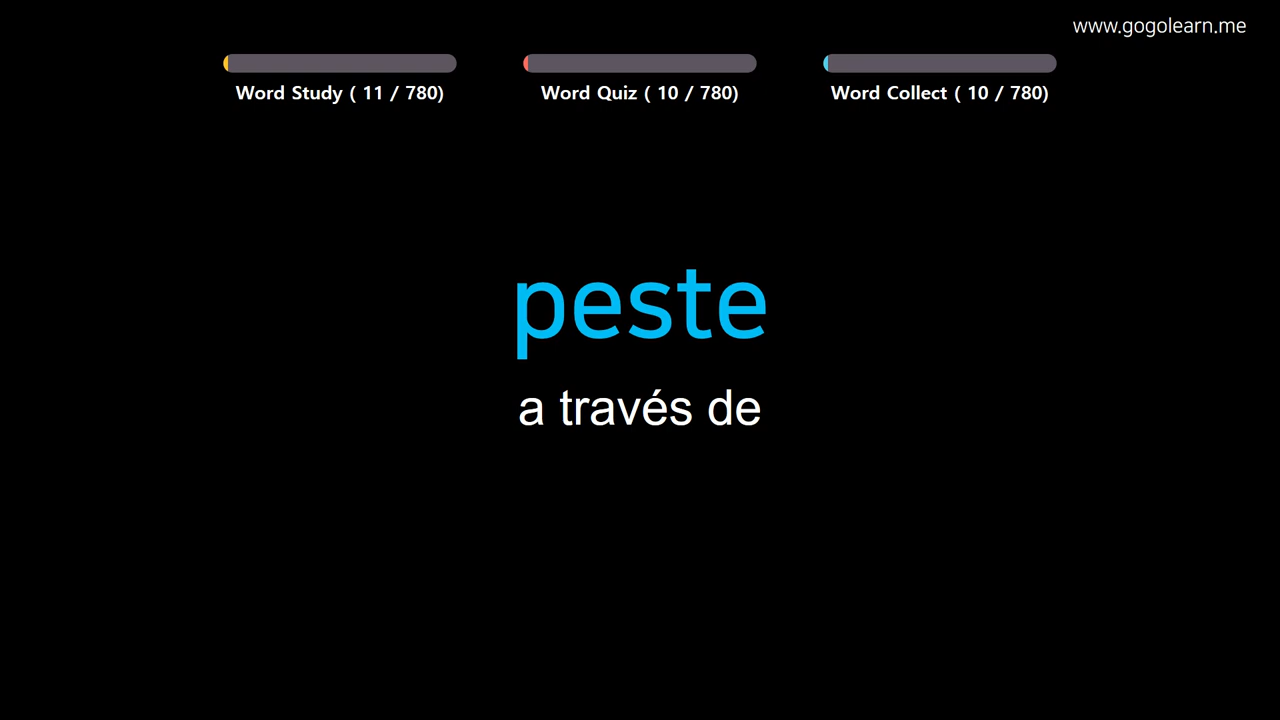 www.gogolearn.me
Word Study ( 11 / 780)
Word Quiz ( 10 / 780)
Word Collect ( 10 / 780)
peste
a través de